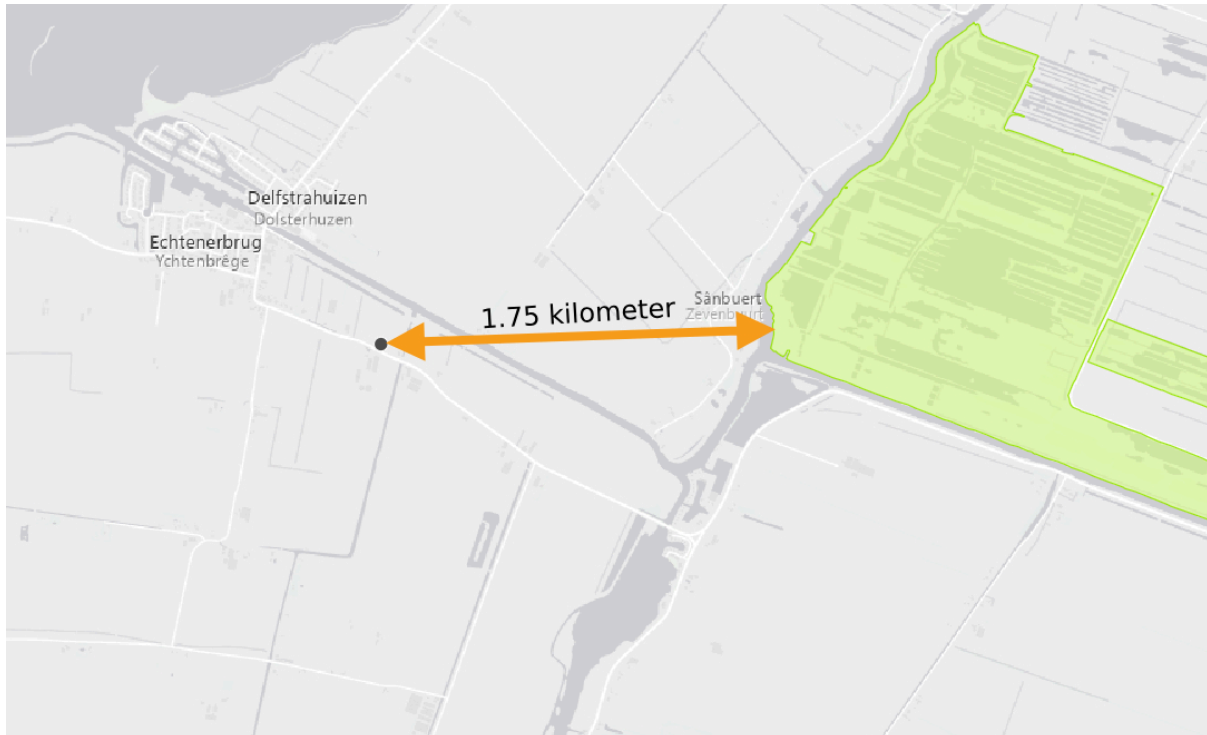 Delfstrahuizen
Dolsterhuzen
Echtenerbrug
Ychtenbrêge
Sânbuert
Zevenbuurt
1.75 kilometer